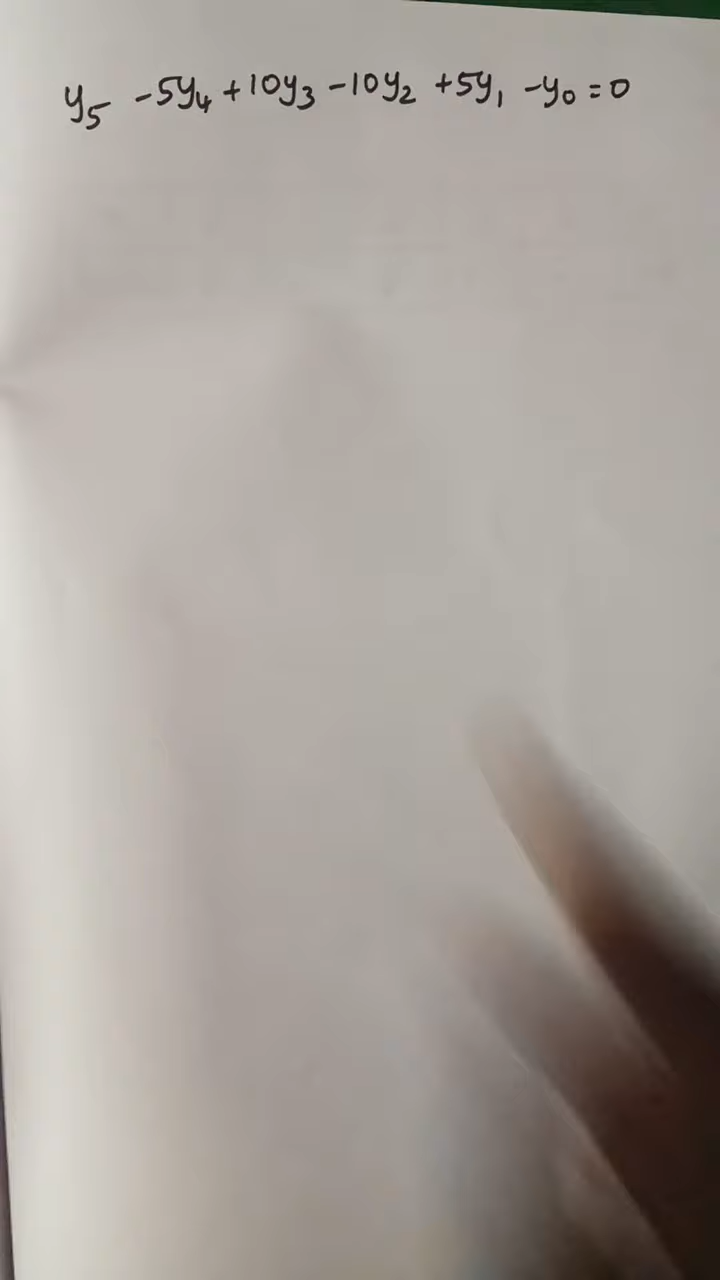 y₅ -5y₄ +10y₃ -10y₂ +5y₁ -y₀ = 0